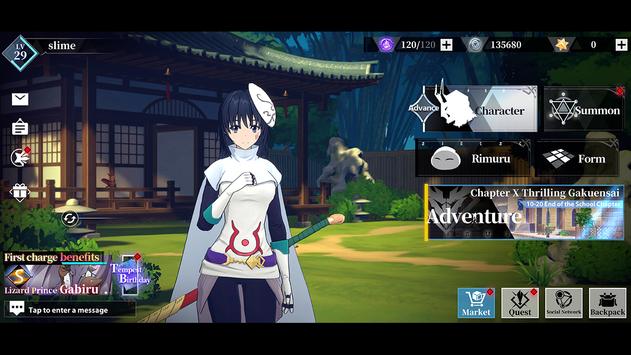 LV
29
slime
120/120
135680
0
Advance
Character
Summon
Rimuru
Form
Chapter X Thrilling Gakuensai
10-20 End of the School Chapter
Adventure
First charge benefits
Lizard Prince Gabiru
Tempest
Birthday
Tap to enter a message
Market
Quest
Social Network
Backpack